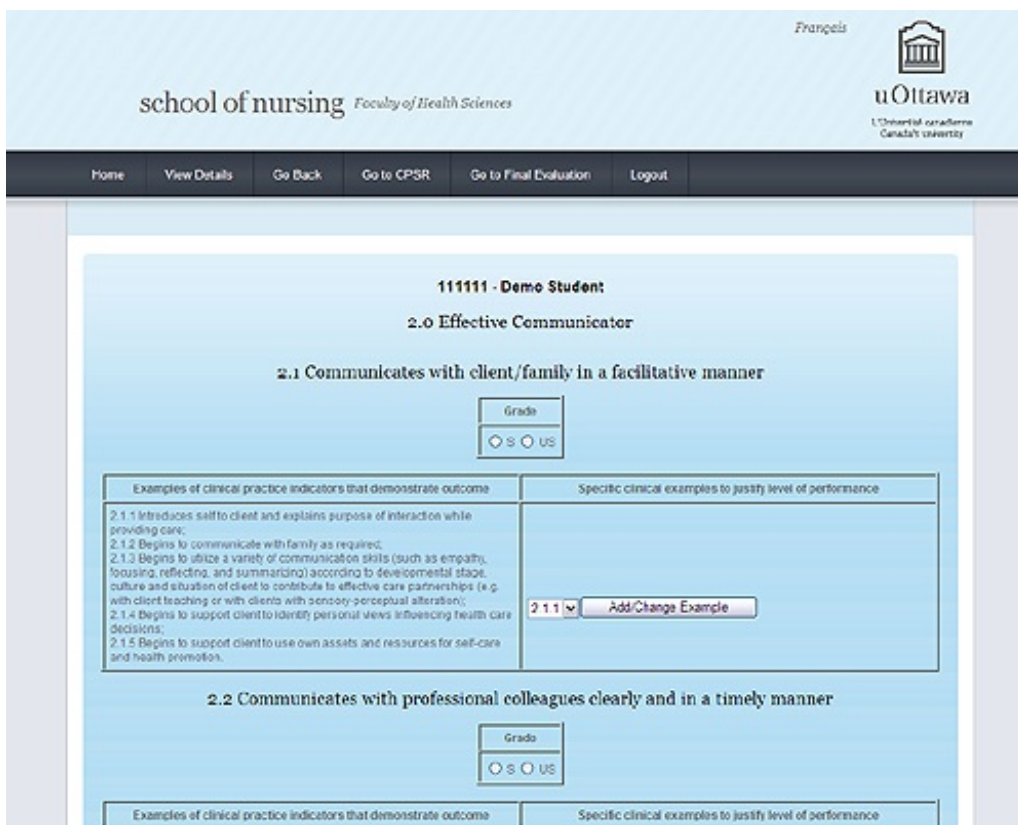 Français
uOttawa
L'Université canadienne
Canada's university
school of nursing Faculty of Health Sciences
Home View Details Go Back Go to CPSR Go to Final Evaluation Logout
111111 - Demo Student
2.0 Effective Communicator
2.1 Communicates with client/family in a facilitative manner
Grade
S US
Examples of clinical practice indicators that demonstrate outcome
Specific clinical examples to justify level of performance
2.1.1 Introduces self to client and explains purpose of interaction while
providing care;
2.1.2 Begins to communicate with family as required;
2.1.3 Begins to utilize a variety of communication skills (such as empathy,
focusing, reflecting, and summarizing) according to developmental stage,
culture and situation of client to contribute to effective care partnerships (e.g.
with client teaching or with clients with sensory-perceptual alteration);
2.1.4 Begins to support client to identify personal views influencing health care
decisions;
2.1.5 Begins to support client to use own assets and resources for self-care
and health promotion.
2.1.1 Add/Change Example
2.2 Communicates with professional colleagues clearly and in a timely manner
Grade
S US
Examples of clinical practice indicators that demonstrate outcome
Specific clinical examples to justify level of performance